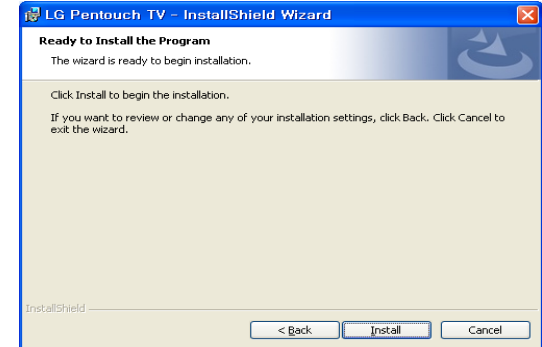 LG Pentouch TV – InstallShield Wizard
Ready to Install the Program
The wizard is ready to begin installation.
Click Install to begin the installation.
If you want to review or change any of your installation settings, click Back. Click Cancel to
exit the wizard.
InstallShield
< Back Install Cancel